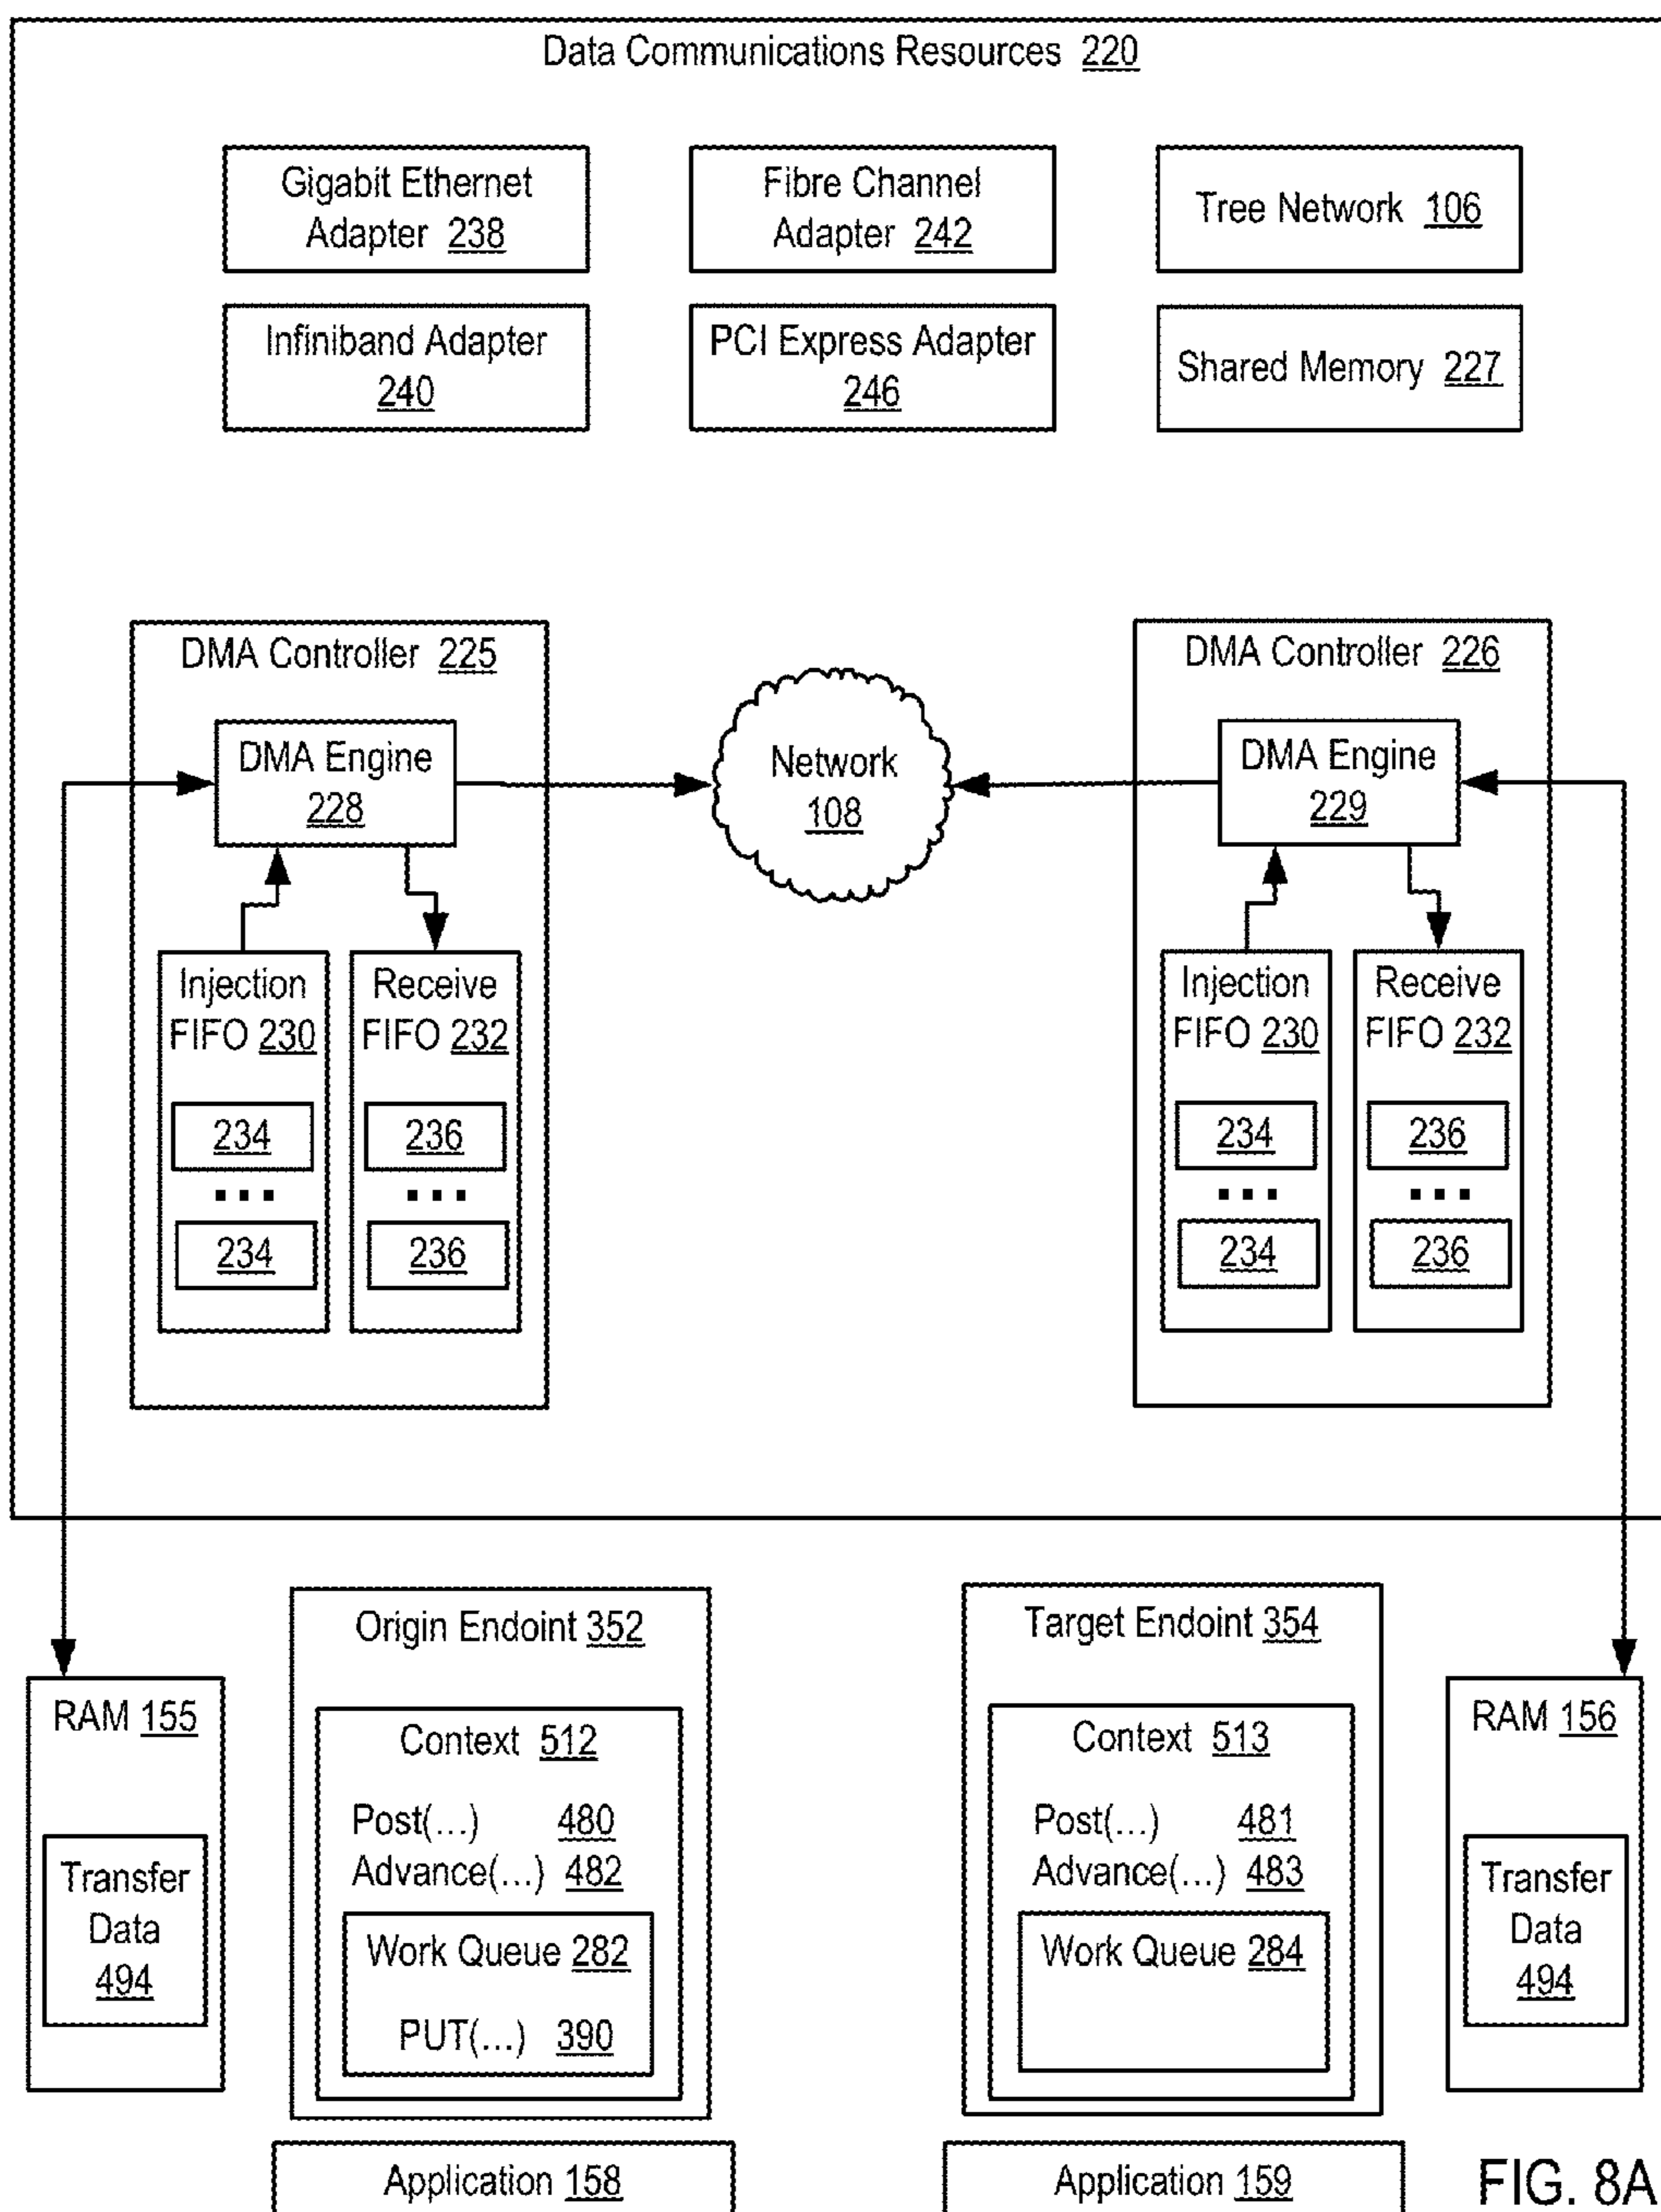 Data Communications Resources 220
Gigabit Ethernet
Adapter 238
Fibre Channel
Adapter 242
Tree Network 106
Infiniband Adapter
240
PCI Express Adapter
246
Shared Memory 227
DMA Controller 225
DMA Engine
228
Injection
FIFO 230
234
...
234
Receive
FIFO 232
236
...
236
Network
108
DMA Controller 226
DMA Engine
229
Injection
FIFO 230
234
...
234
Receive
FIFO 232
236
...
236
RAM 155
Transfer
Data
494
Origin Endoint 352
Context 512
Post(...) 480
Advance(...) 482
Work Queue 282
PUT(...) 390
Target Endoint 354
Context 513
Post(...) 481
Advance(...) 483
Work Queue 284
RAM 156
Transfer
Data
494
Application 158
Application 159
FIG. 8A